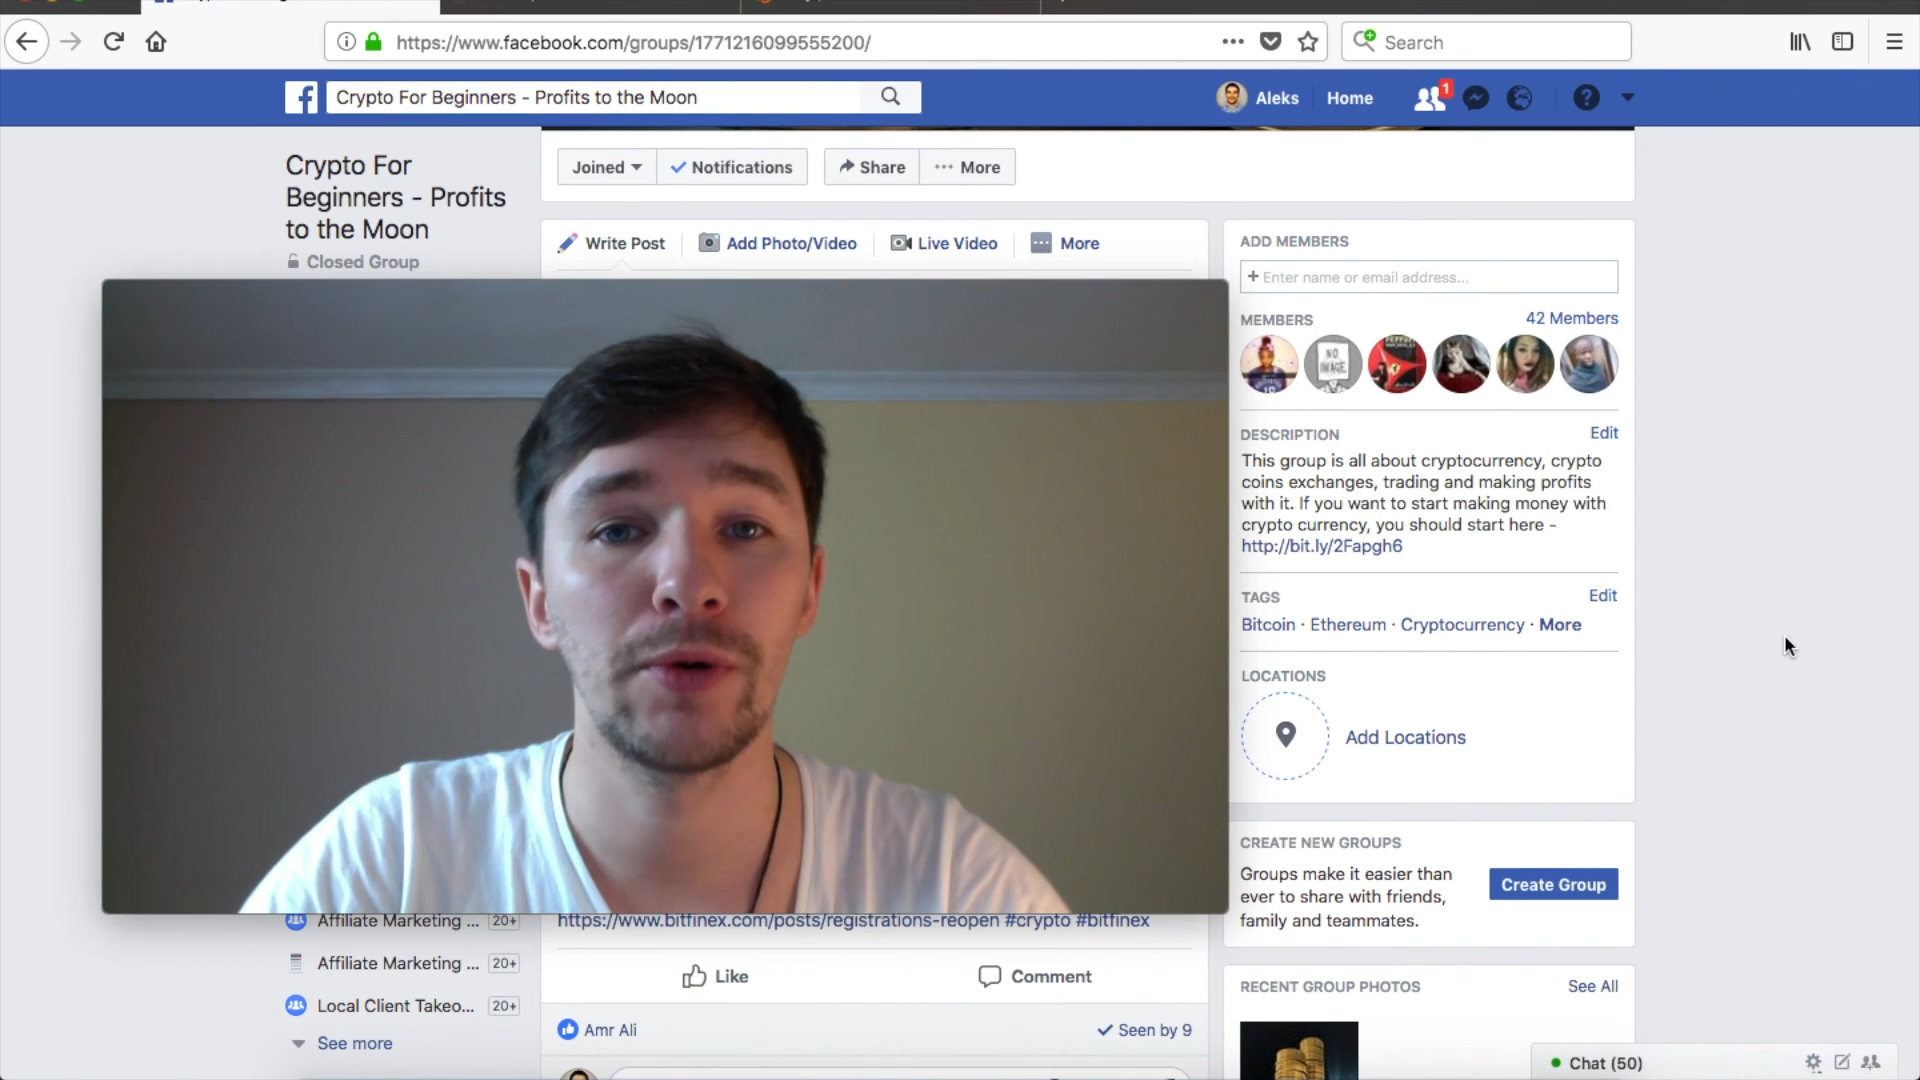 https://www.facebook.com/groups/1771216099555200/
Search
Crypto For Beginners - Profits to the Moon
Aleks
Home
1
Crypto For
Beginners - Profits
to the Moon
Closed Group
Joined
Notifications
Share
More
Write Post
Add Photo/Video
Live Video
More
ADD MEMBERS
+ Enter name or email address...
MEMBERS
42 Members
NO
IMAGE
DESCRIPTION
Edit
This group is all about cryptocurrency, crypto
coins exchanges, trading and making profits
with it. If you want to start making money with
crypto currency, you should start here -
http://bit.ly/2Fapgh6
TAGS
Edit
Bitcoin · Ethereum · Cryptocurrency · More
LOCATIONS
Add Locations
CREATE NEW GROUPS
Groups make it easier than
ever to share with friends,
family and teammates.
Create Group
Affiliate Marketing ... 20+
Affiliate Marketing ... 20+
Local Client Takeo... 20+
See more
https://www.bitfinex.com/posts/registrations-reopen #crypto #bitfinex
Like
Comment
Amr Ali
Seen by 9
RECENT GROUP PHOTOS
See All
Chat (50)